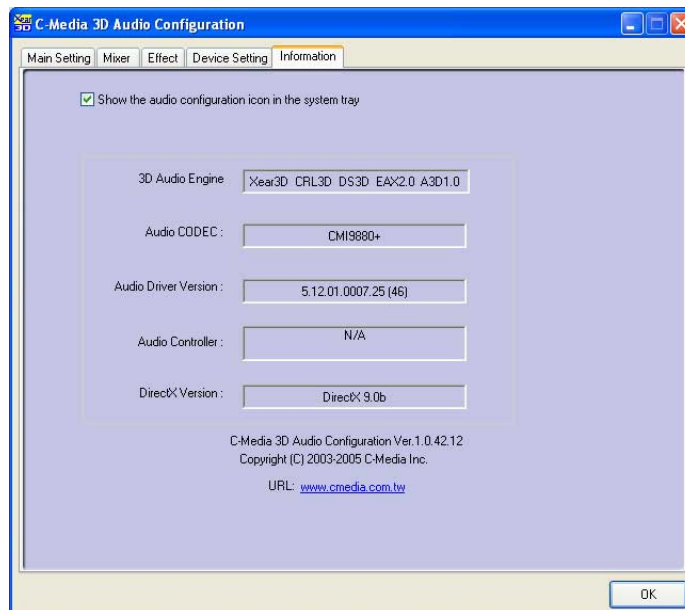 Xear 3D C-Media 3D Audio Configuration
Main Setting Mixer Effect Device Setting Information
Show the audio configuration icon in the system tray
3D Audio Engine Xear3D CRL3D DS3D EAX2.0 A3D1.0
Audio CODEC : CMI9880+
Audio Driver Version : 5.12.01.0007.25 (46)
Audio Controller : N/A
DirectX Version : DirectX 9.0b
C-Media 3D Audio Configuration Ver.1.0.42.12
Copyright (C) 2003-2005 C-Media Inc.
URL: www.cmedia.com.tw
OK